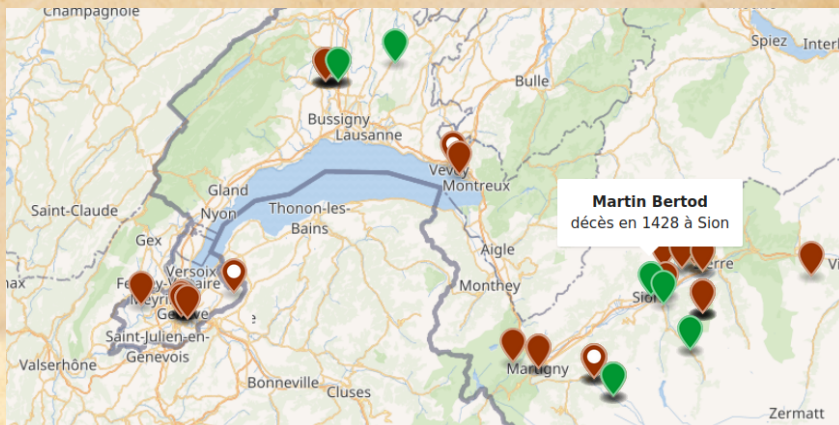 Champagnole
Spiez
Bulle
Bussigny
Lausanne
Vevey
Montreux
Gland
Nyon
Saint-Claude
Thonon-les-
Bains
Martin Bertod
décès en 1428 à Sion
Gex
Aigle
Versoix
Monthey
Sion
Genève
Saint-Julien-en-
Genevois
Martigny
Valserhône
Bonneville
Cluses
Zermatt